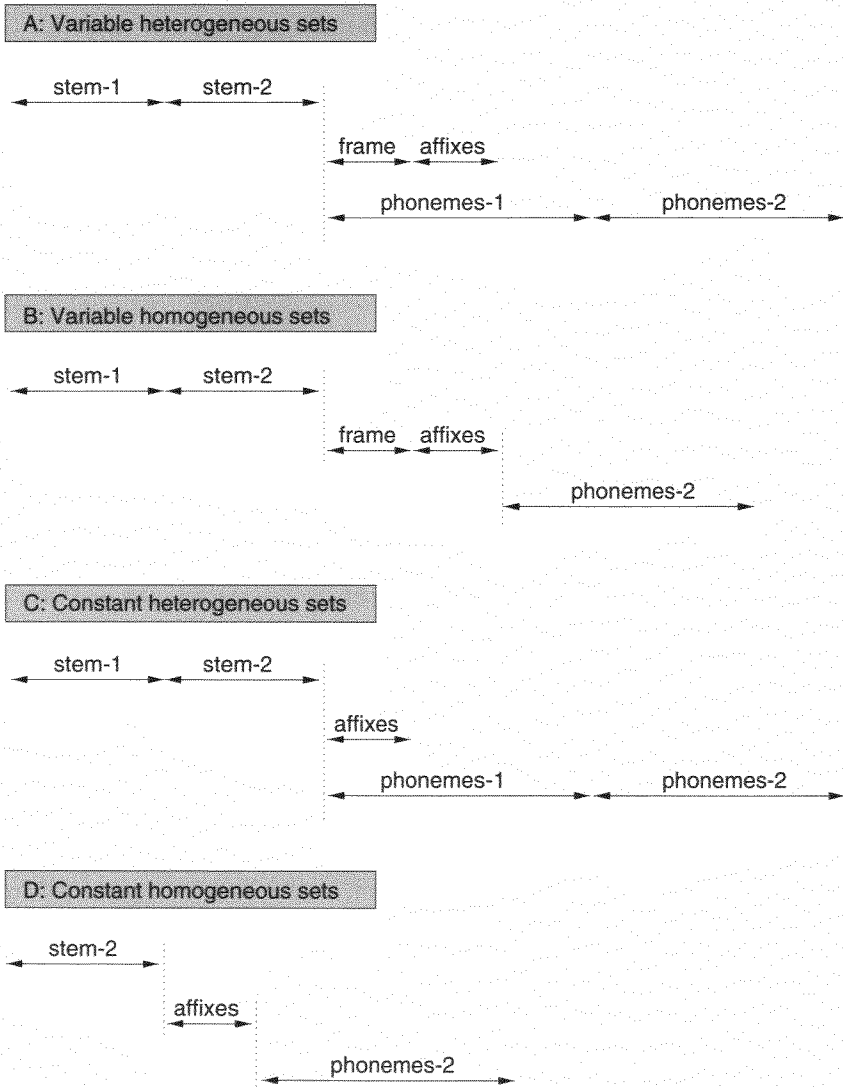 A: Variable heterogeneous sets
stem-1 stem-2
frame affixes
phonemes-1 phonemes-2
B: Variable homogeneous sets
stem-1 stem-2
frame affixes
phonemes-2
C: Constant heterogeneous sets
stem-1 stem-2
affixes
phonemes-1 phonemes-2
D: Constant homogeneous sets
stem-2
affixes
phonemes-2